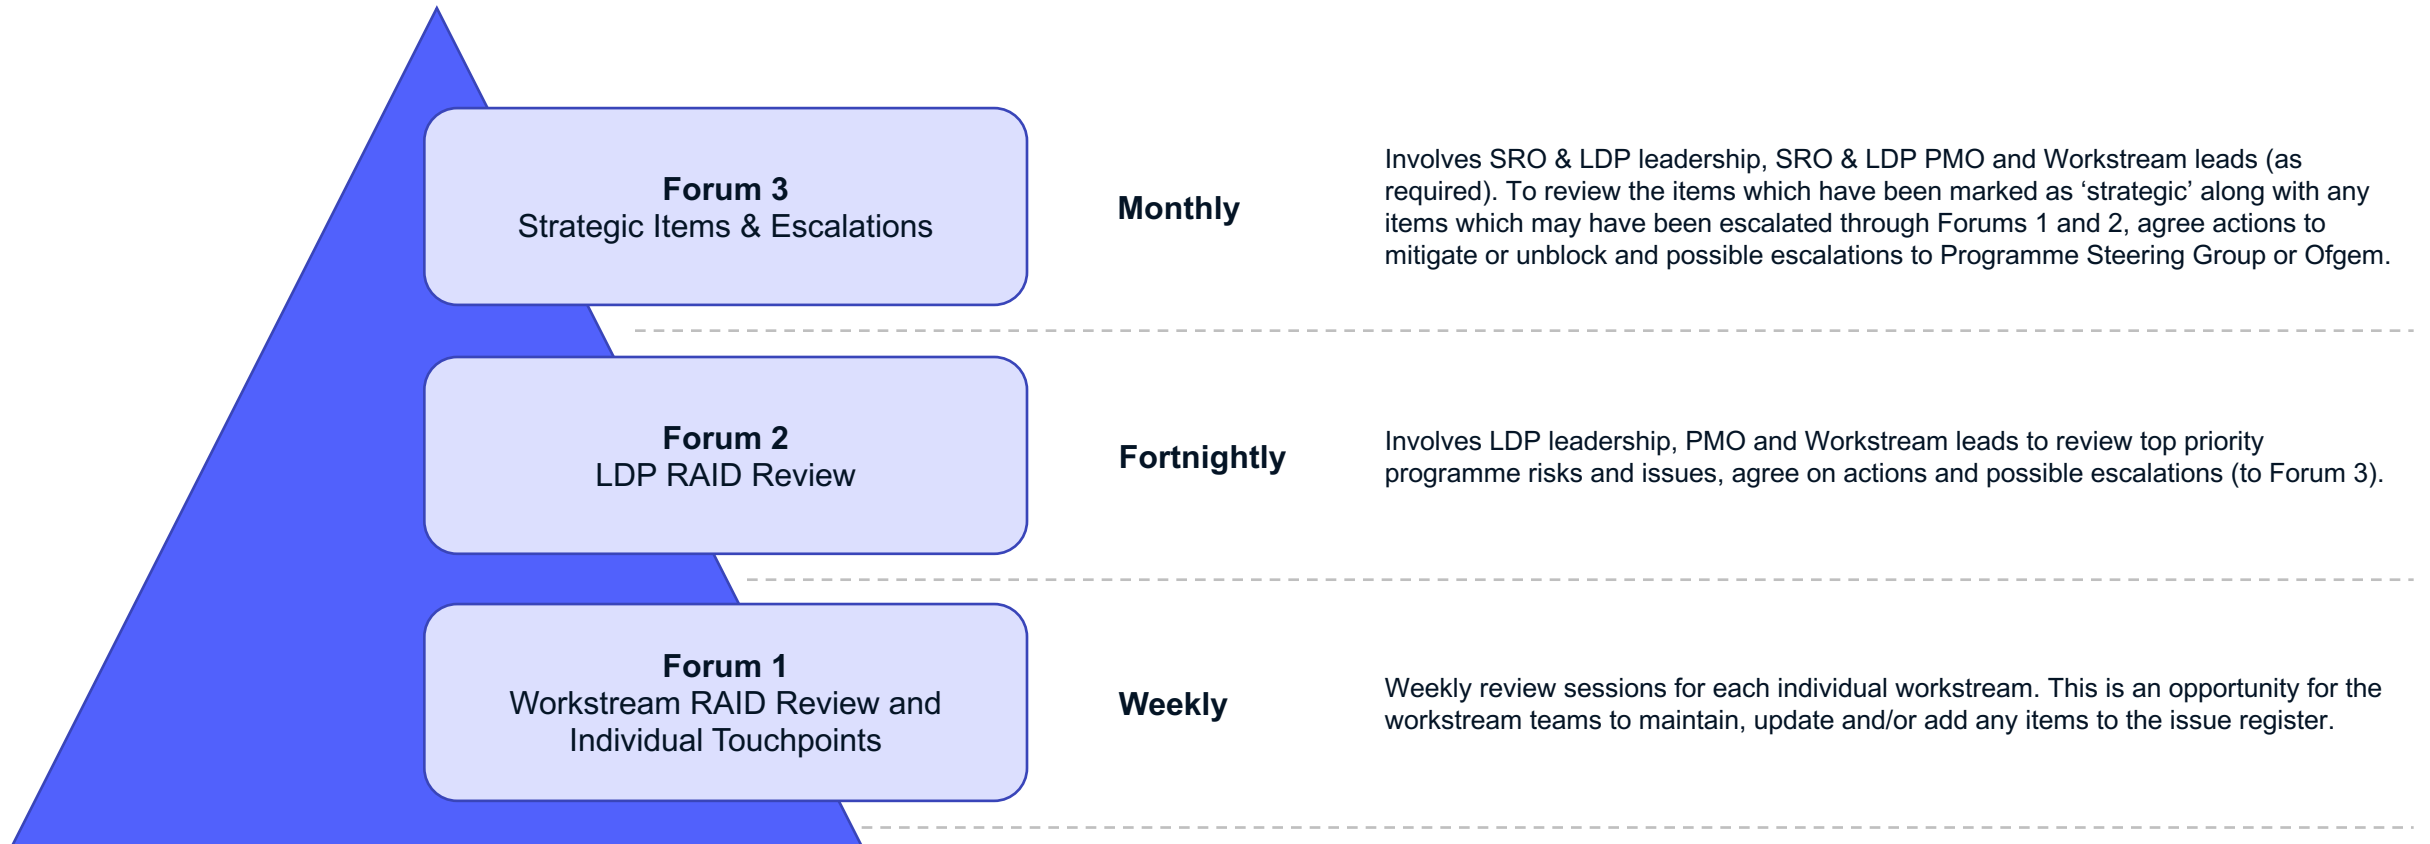 Forum 3
Strategic Items & Escalations
Monthly
Involves SRO & LDP leadership, SRO & LDP PMO and Workstream leads (as
required). To review the items which have been marked as ‘strategic’ along with any
items which may have been escalated through Forums 1 and 2, agree actions to
mitigate or unblock and possible escalations to Programme Steering Group or Ofgem.
Forum 2
LDP RAID Review
Fortnightly
Involves LDP leadership, PMO and Workstream leads to review top priority
programme risks and issues, agree on actions and possible escalations (to Forum 3).
Forum 1
Workstream RAID Review and
Individual Touchpoints
Weekly
Weekly review sessions for each individual workstream. This is an opportunity for the
workstream teams to maintain, update and/or add any items to the issue register.